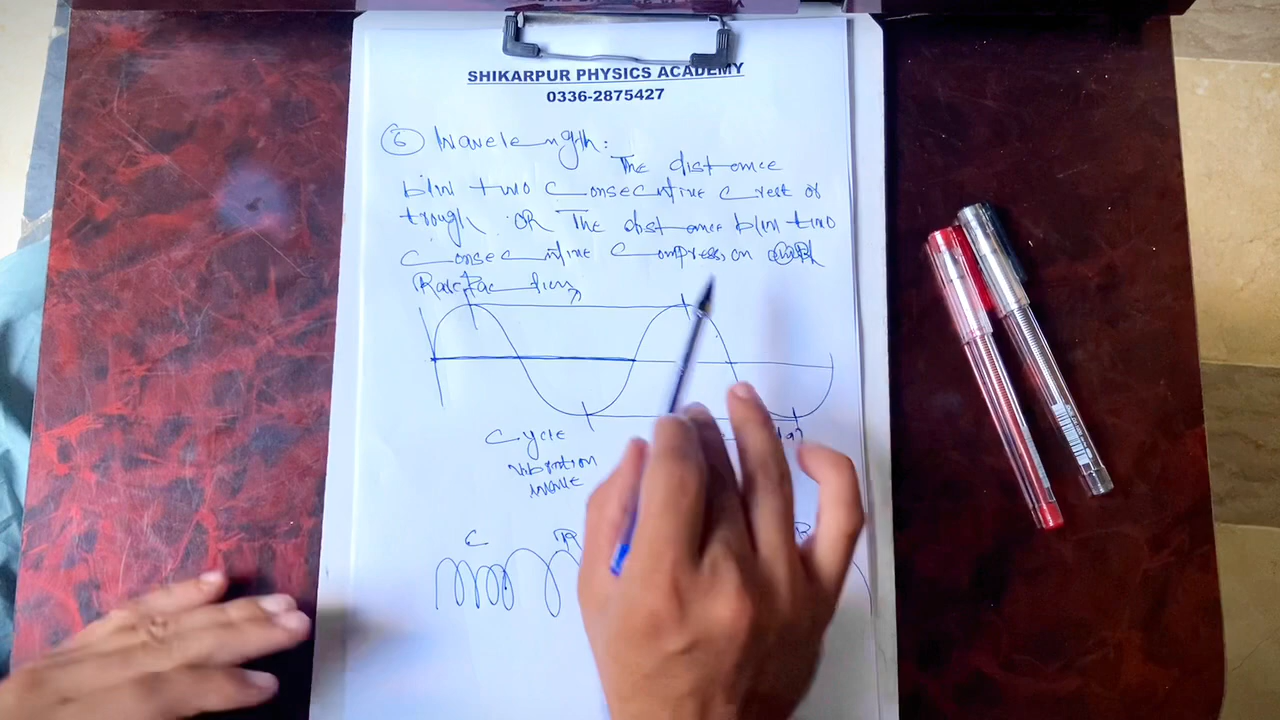 SHIKARPUR PHYSICS ACADEMY
0336-2875427
6 Wavelength:
The distance
b/w two consecutive crest or
trough OR The distance b/w two
consecutive compression or
Rarefaction
Cycle
Vibration
wave
C R R